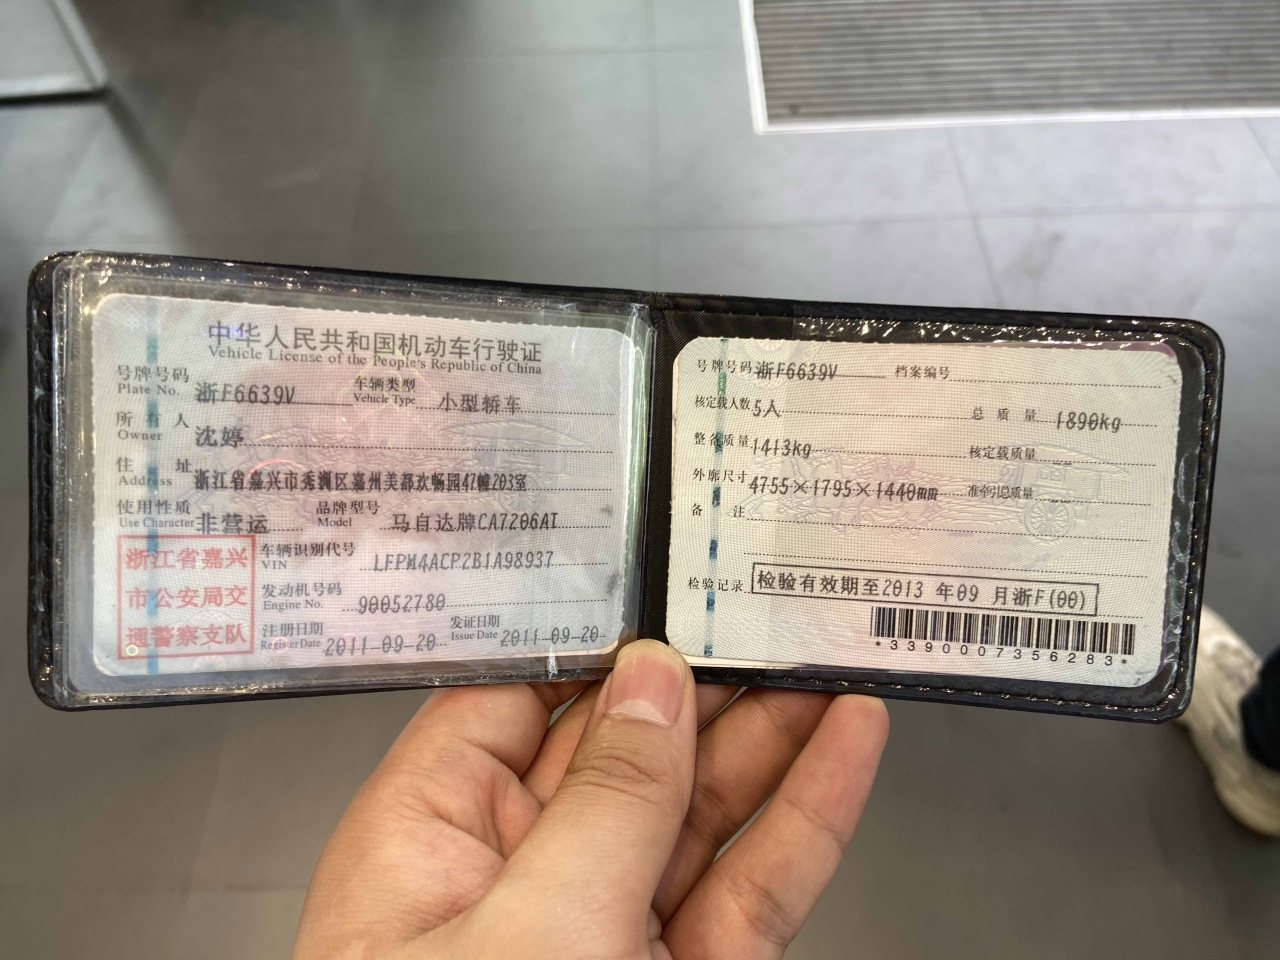 中华人民共和国机动车行驶证
Vehicle License of the People's Republic of China
号牌号码 浙F6639V 车辆类型 小型轿车
Plate No. Vehicle Type
所有人 沈婷
Owner
住址 浙江省嘉兴市秀洲区嘉州美都欢畅园47幢203室
Address
使用性质 非营运 品牌型号 马自达牌CA7206AT
Use Character Model
浙江省嘉兴
市公安局交
通警察支队
车辆识别代号 LFPM4ACP2B1A98937
VIN
发动机号码 90052780
Engine No.
注册日期 2011-09-20 发证日期 2011-09-20
Register Date Issue Date
号牌号码 浙F6639V 档案编号
核定载人数 5人 总质量 1890kg
整备质量 1413kg 核定载质量 --
外廓尺寸 4755×1795×1440mm 准牵引总质量 --
备注
检验记录 检验有效期至2013 年09 月浙F(00)
*3390007356283*